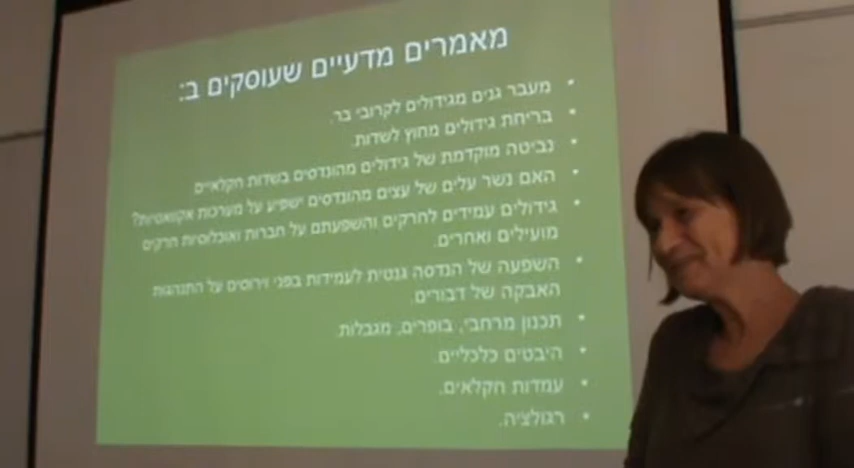 מאמרים מדעיים שעוסקים ב:
• מעבר גנים מגידולים לקרובי בר.
• בריחת גידולים מחוץ לשדות.
• נביטה מוקדמת של גידולים מהונדסים בשדות חקלאיים
• האם נשר עלים של עצים מהונדסים ישפיע על מערכות אקוואטיות?
• גידולים עמידים לחרקים והשפעתם על חברות ואוכלוסיות חרקים
מועילים ואחרים.
• השפעה של הנדסה גנטית לעמידות בפני וירוסים על התנהגות
האבקה של דבורים.
• תכנון מרחבי, בופרים, מגבלות.
• היבטים כלכליים.
• עמדות חקלאים.
• רגולציה.